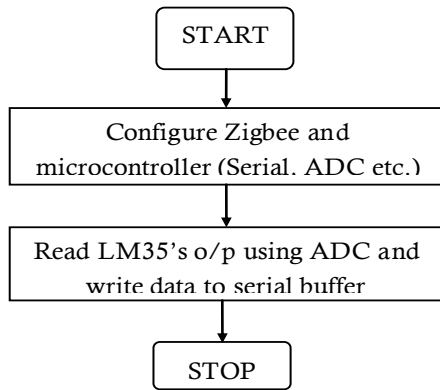 START
Configure Zigbee and
microcontroller (Serial, ADC etc.)
Read LM35's o/p using ADC and
write data to serial buffer
STOP